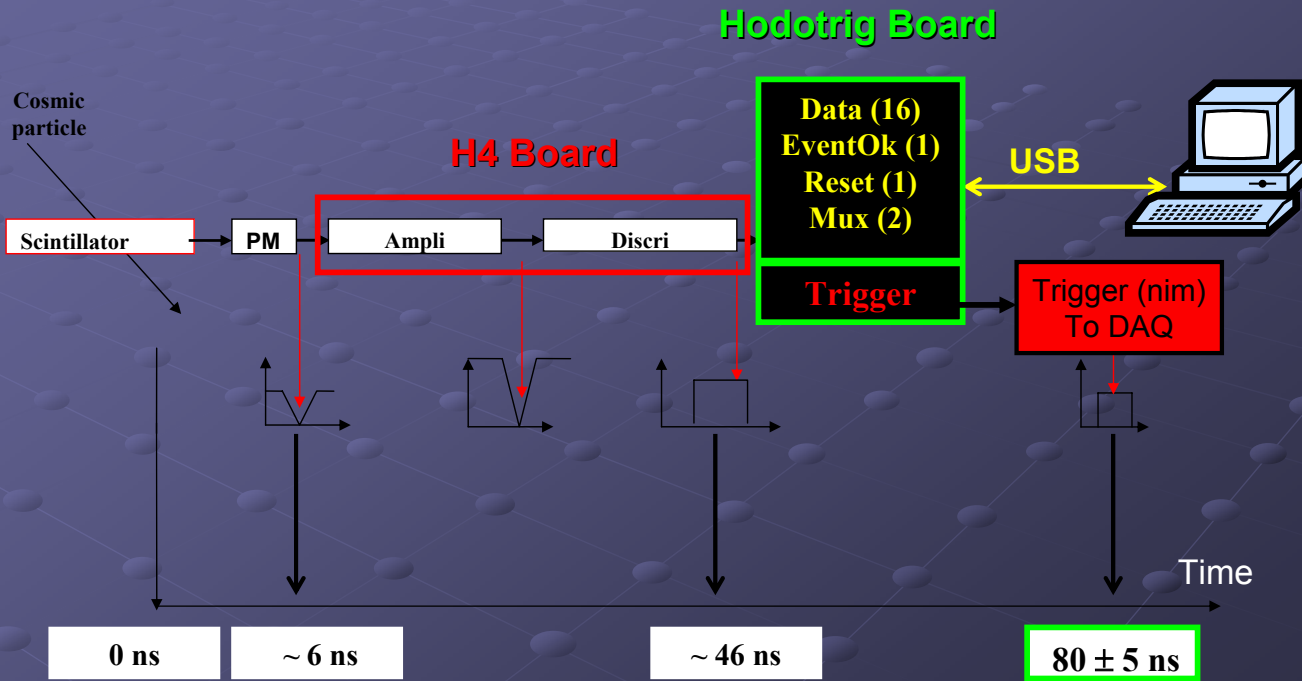 Hodotrig Board
Cosmic
particle
H4 Board
Data (16)
EventOk (1)
Reset (1)
Mux (2)
USB
Scintillator
PM
Ampli
Discri
Trigger
Trigger (nim)
To DAQ
Time
0 ns
~ 6 ns
~ 46 ns
80 ± 5 ns